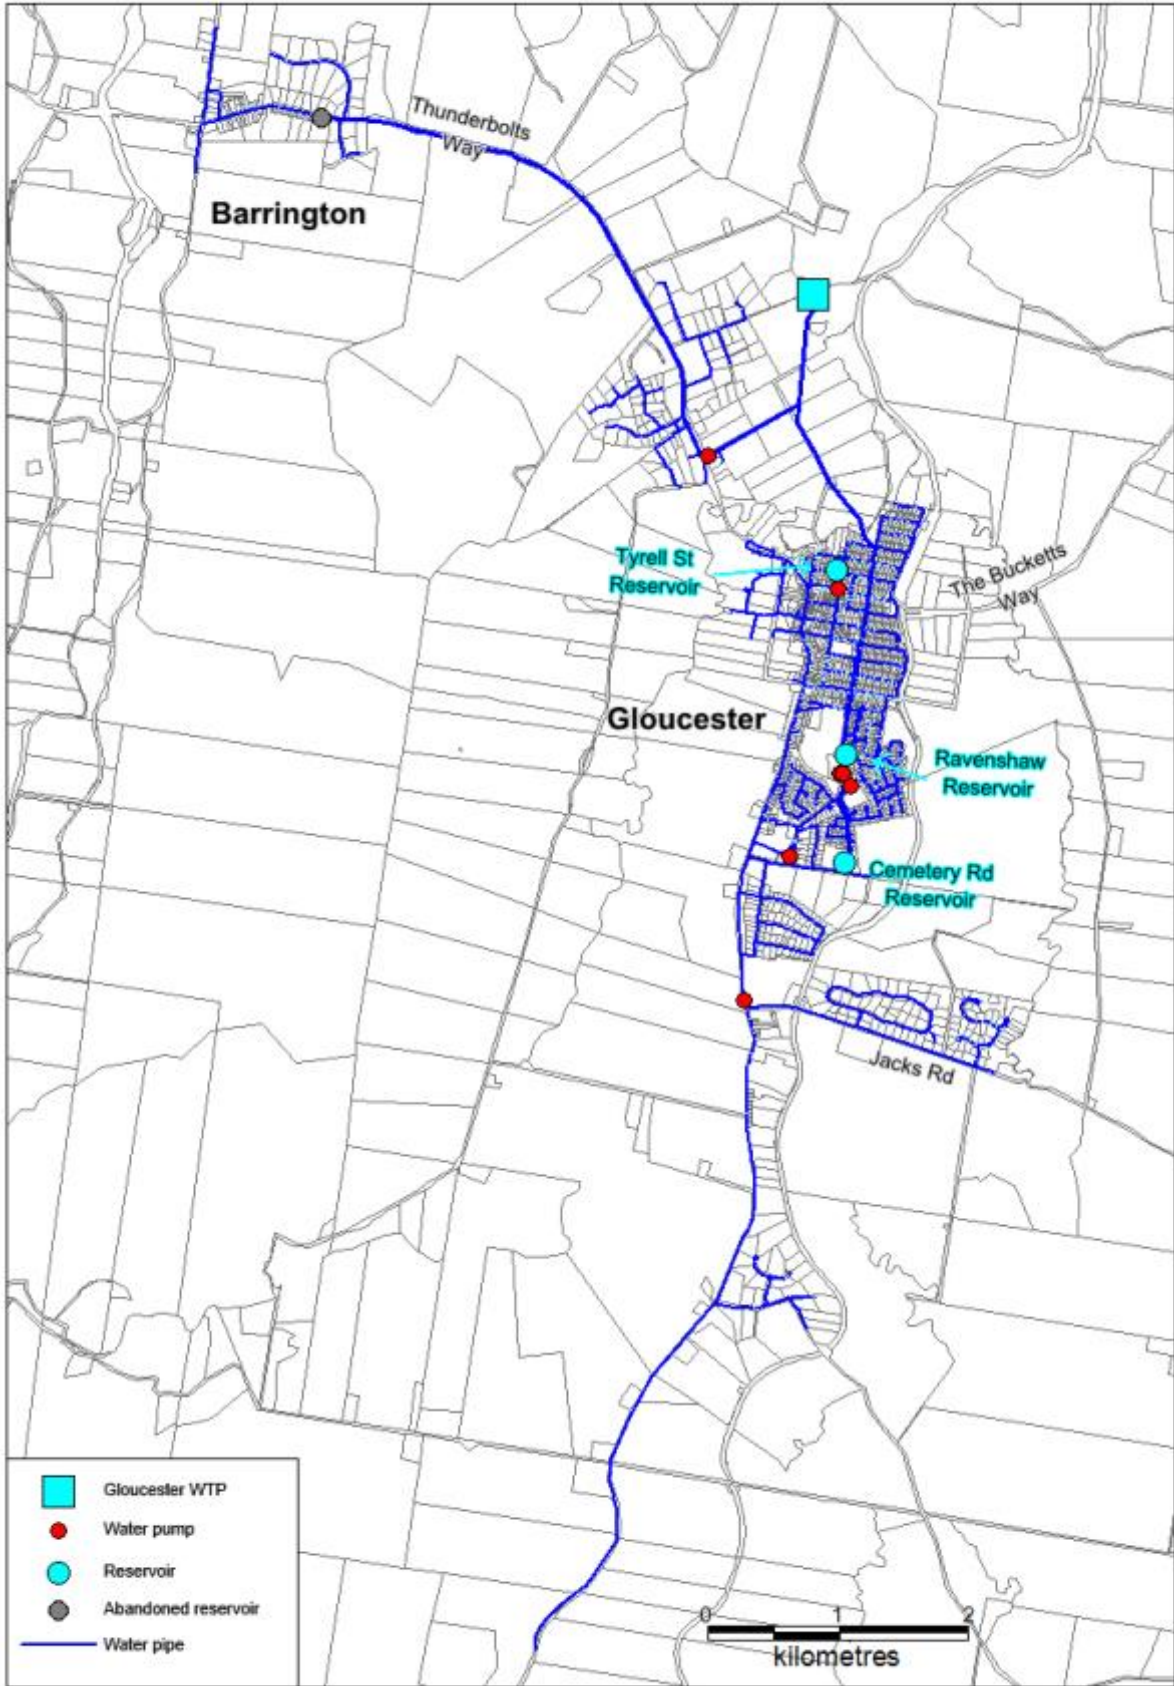 Thunderbolts
Way
Barrington
Tyrell St
Reservoir
The Bucketts
Way
Gloucester
Ravenshaw
Reservoir
Cemetery Rd
Reservoir
Jacks Rd
Gloucester WTP
Water pump
Reservoir
Abandoned reservoir
Water pipe
0 1 2
kilometres